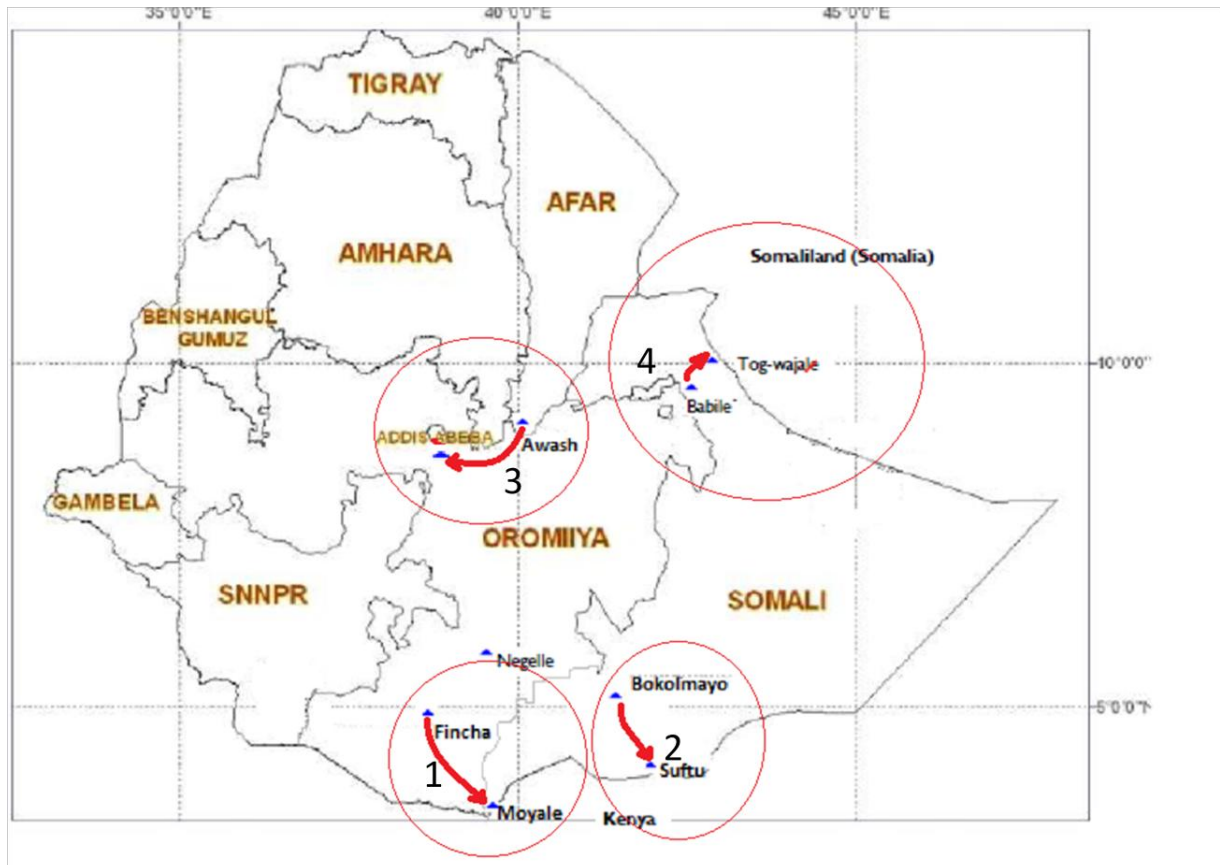 35°0'0"E 40°0'0"E 45°0'0"E
TIGRAY
AFAR
AMHARA
Somaliland (Somalia)
BENSHANGUL
GUMUZ
4
Tog-wajale
10°0'0"
Babile
ADDIS ABEBA
Awash
3
GAMBELA
OROMIIYA
SNNPR
SOMALI
Negelle
Bokolmayo
5°0'0"N
Fincha
2
Suftu
1
Moyale
Kenya